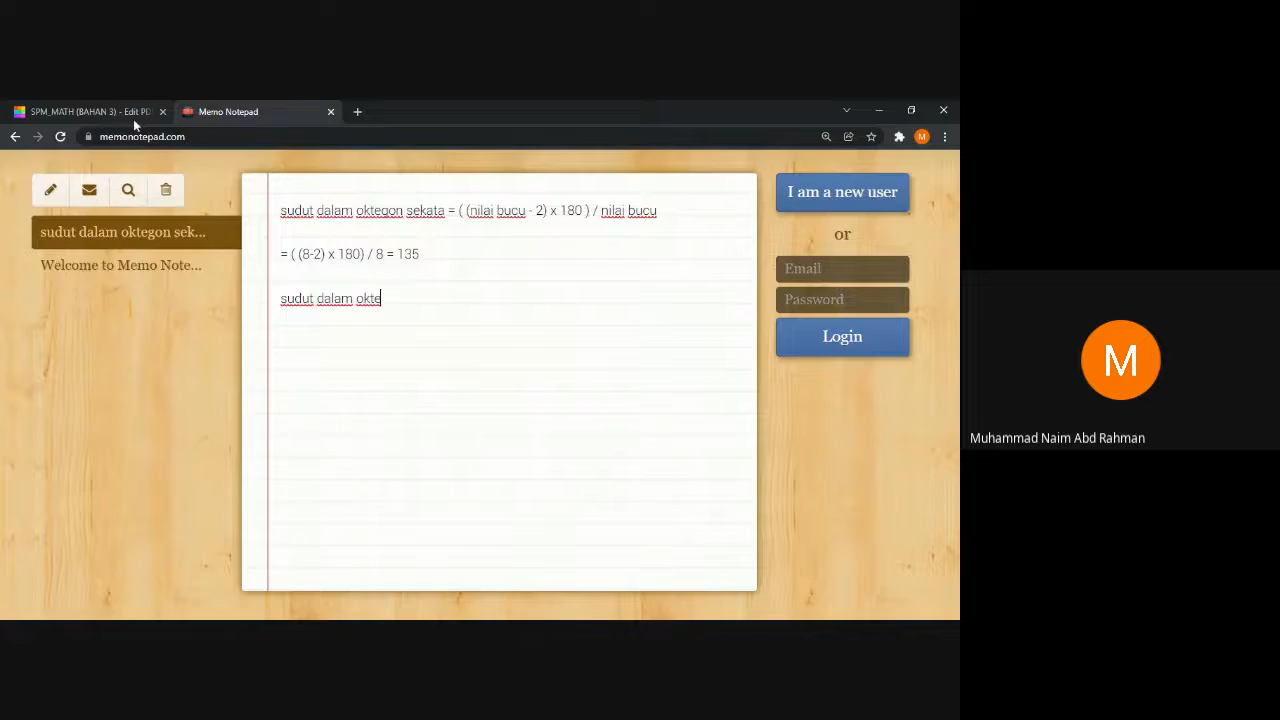 SPM_MATH (BAHAN 3) - Edit PD
Memo Notepad
memonotepad.com
M
sudut dalam oktegon sek...
Welcome to Memo Note...
sudut dalam oktegon sekata = ( (nilai bucu - 2) x 180 ) / nilai bucu
= ( (8-2) x 180) / 8 = 135
sudut dalam okte
I am a new user
or
Email
Password
Login
M
Muhammad Naim Abd Rahman